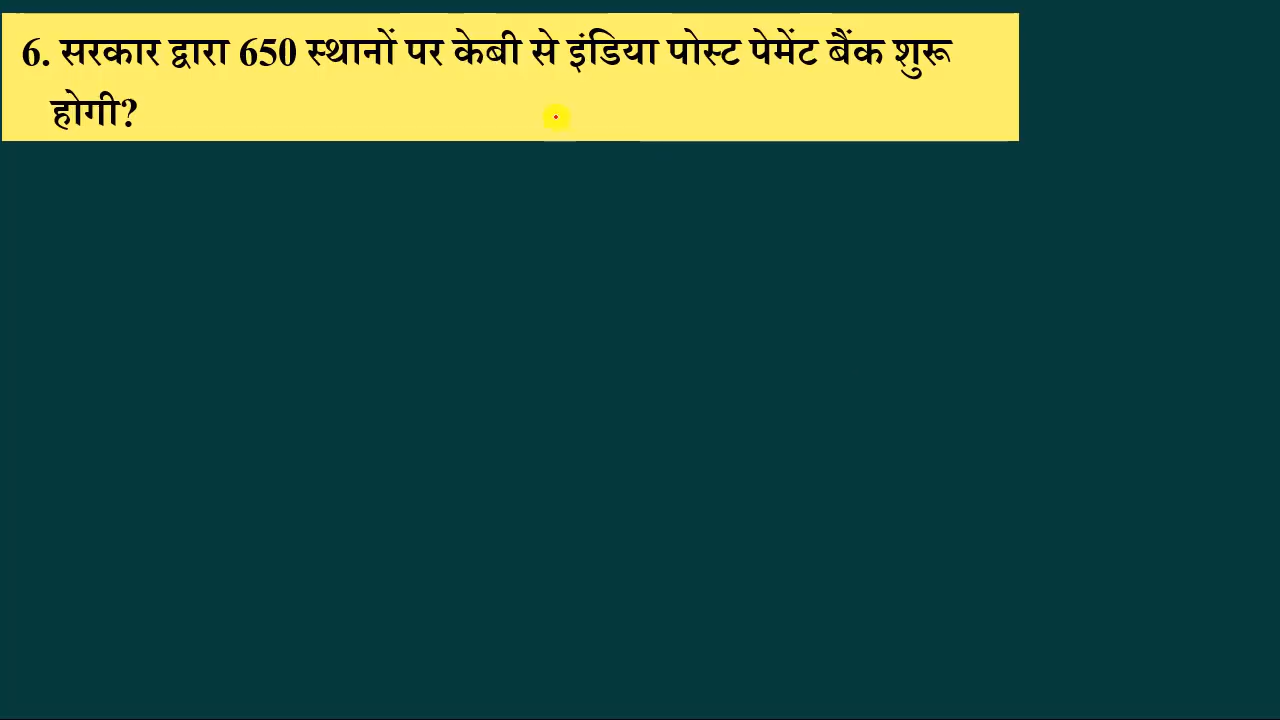 6. सरकार द्वारा 650 स्थानों पर केबी से इंडिया पोस्ट पेमेंट बैंक शुरू
होगी?